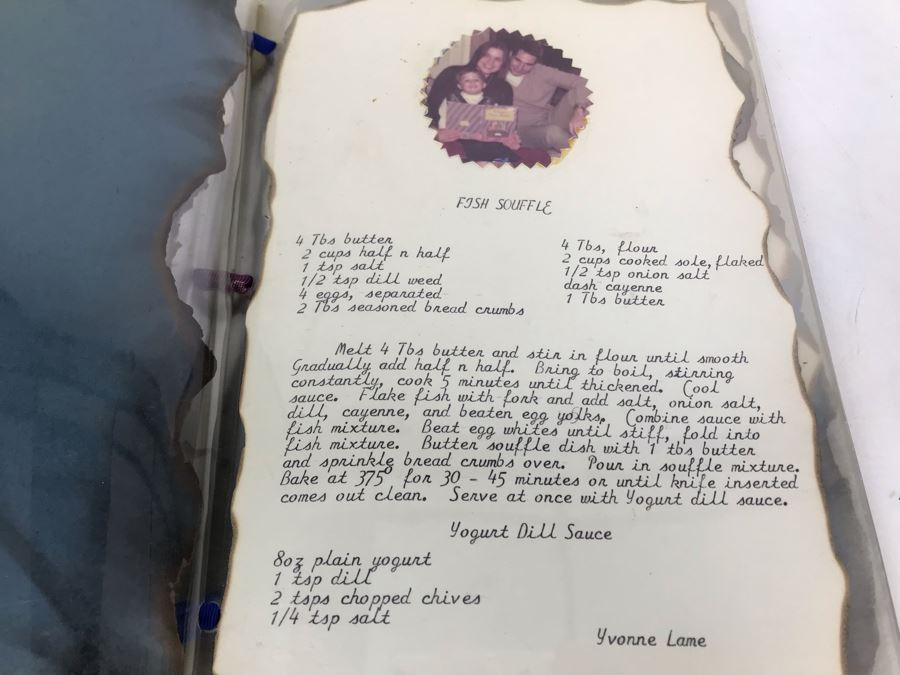 FISH SOUFFLE
4 Tbs butter
2 cups half n half
1 tsp salt
1/2 tsp dill weed
4 eggs, separated
2 Tbs seasoned bread crumbs
4 Tbs, flour
2 cups cooked sole, flaked
1/2 tsp onion salt
dash cayenne
1 Tbs butter
Melt 4 Tbs butter and stir in flour until smooth
Gradually add half n half. Bring to boil, stirring
constantly, cook 5 minutes until thickened. Cool
sauce. Flake fish with fork and add salt, onion salt,
dill, cayenne, and beaten egg yolks. Combine sauce with
fish mixture. Beat egg whites until stiff, fold into
fish mixture. Butter souffle dish with 1 tbs butter
and sprinkle bread crumbs over. Pour in souffle mixture.
Bake at 375° for 30 - 45 minutes or until knife inserted
comes out clean. Serve at once with Yogurt dill sauce.
Yogurt Dill Sauce
8oz plain yogurt
1 tsp dill
2 tsps chopped chives
1/4 tsp salt
Yvonne Lame